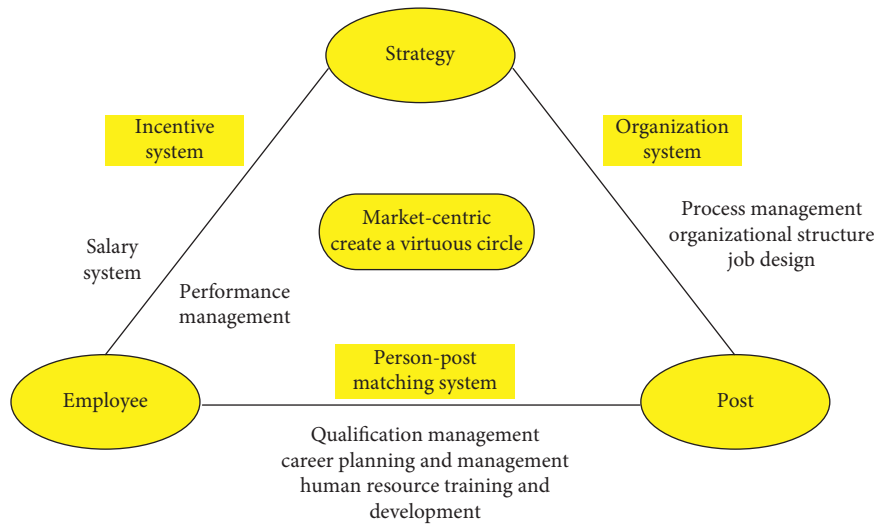 Strategy
Incentive
system
Organization
system
Market-centric
create a virtuous circle
Process management
organizational structure
job design
Salary
system
Performance
management
Person-post
matching system
Employee
Post
Qualification management
career planning and management
human resource training and
development